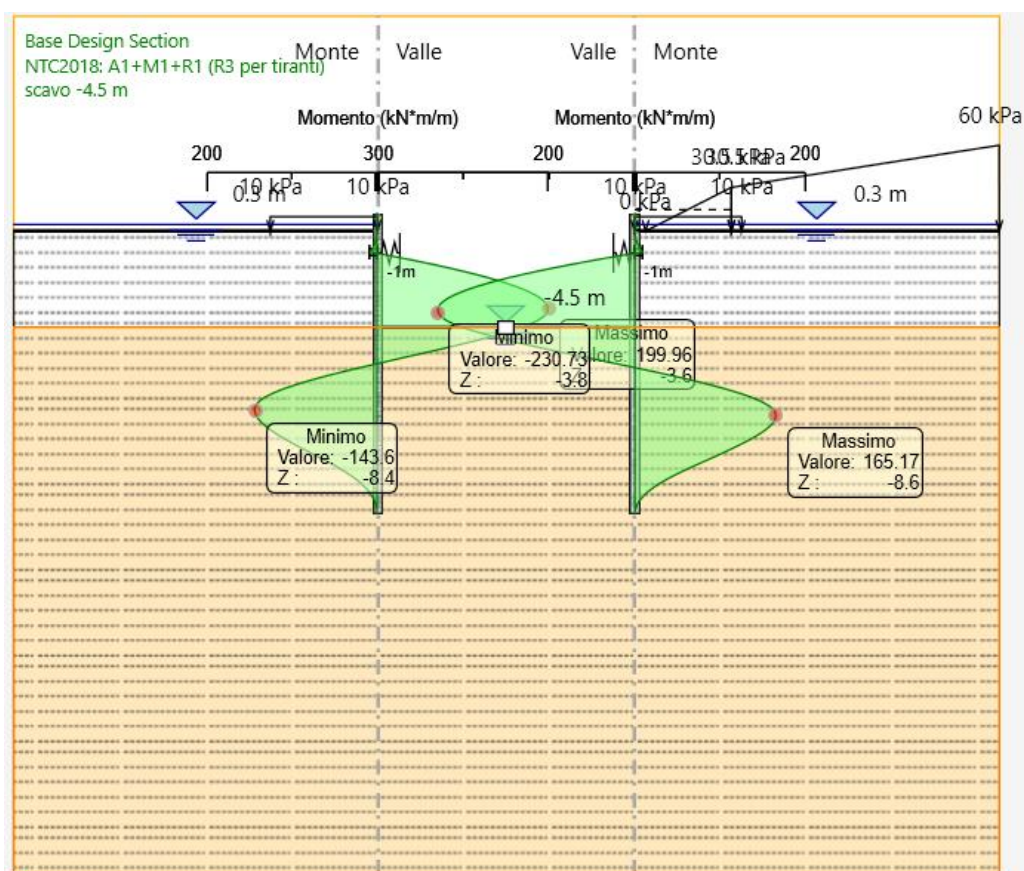 Base Design Section
NTC2018: A1+M1+R1 (R3 per tiranti)
scavo -4.5 m
Monte
Valle
Valle
Monte
Momento (kN*m/m)
Momento (kN*m/m)
60 kPa
200
300
200
200
10 kPa
10 kPa
10 kPa
10 kPa
0 kPa
0.3 m
-1m
-1m
-4.5 m
Minimo
Valore: -230.73
Z : -3.8
Massimo
Valore: 199.96
-3.6
Minimo
Valore: -143.6
Z : -8.4
Massimo
Valore: 165.17
Z : -8.6